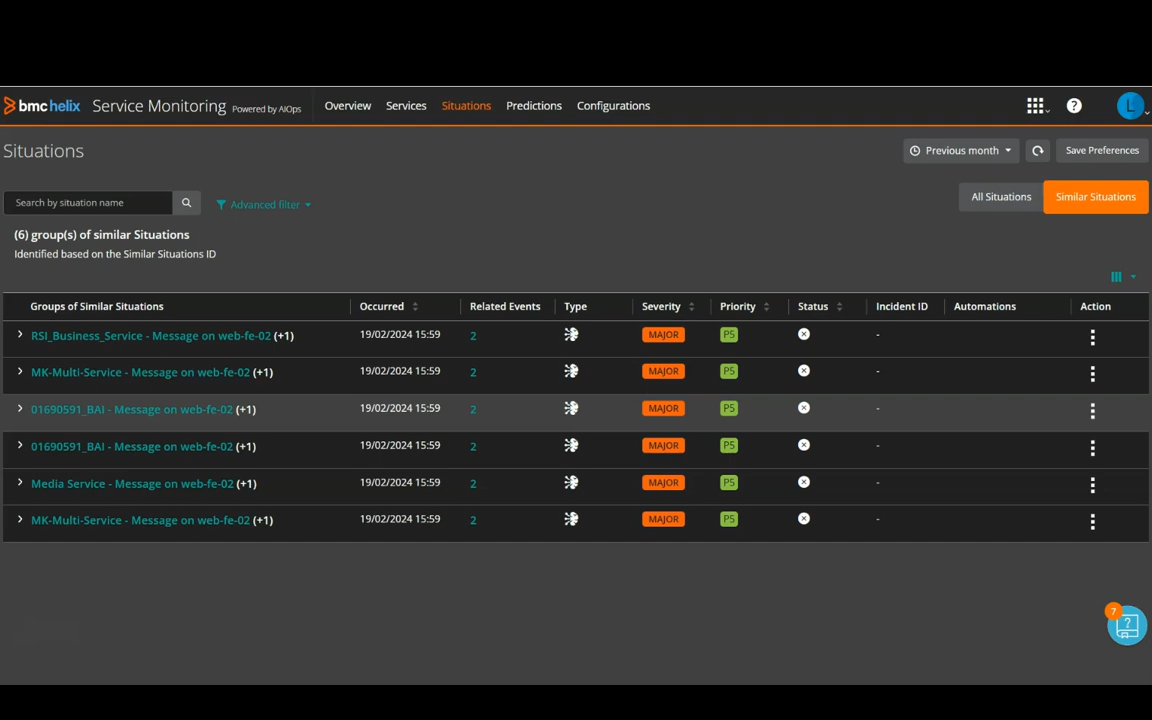 bmc helix Service Monitoring Powered by AIOps Overview Services Situations Predictions Configurations ? L
Situations Previous month Save Preferences
Search by situation name Advanced filter All Situations Similar Situations
(6) group(s) of similar Situations
Identified based on the Similar Situations ID
Groups of Similar Situations Occurred Related Events Type Severity Priority Status Incident ID Automations Action
RSI_Business_Service - Message on web-fe-02 (+1) 19/02/2024 15:59 2 MAJOR P5 -
MK-Multi-Service - Message on web-fe-02 (+1) 19/02/2024 15:59 2 MAJOR P5 -
01690591_BAI - Message on web-fe-02 (+1) 19/02/2024 15:59 2 MAJOR P5 -
01690591_BAI - Message on web-fe-02 (+1) 19/02/2024 15:59 2 MAJOR P5 -
Media Service - Message on web-fe-02 (+1) 19/02/2024 15:59 2 MAJOR P5 -
MK-Multi-Service - Message on web-fe-02 (+1) 19/02/2024 15:59 2 MAJOR P5 -
7
?